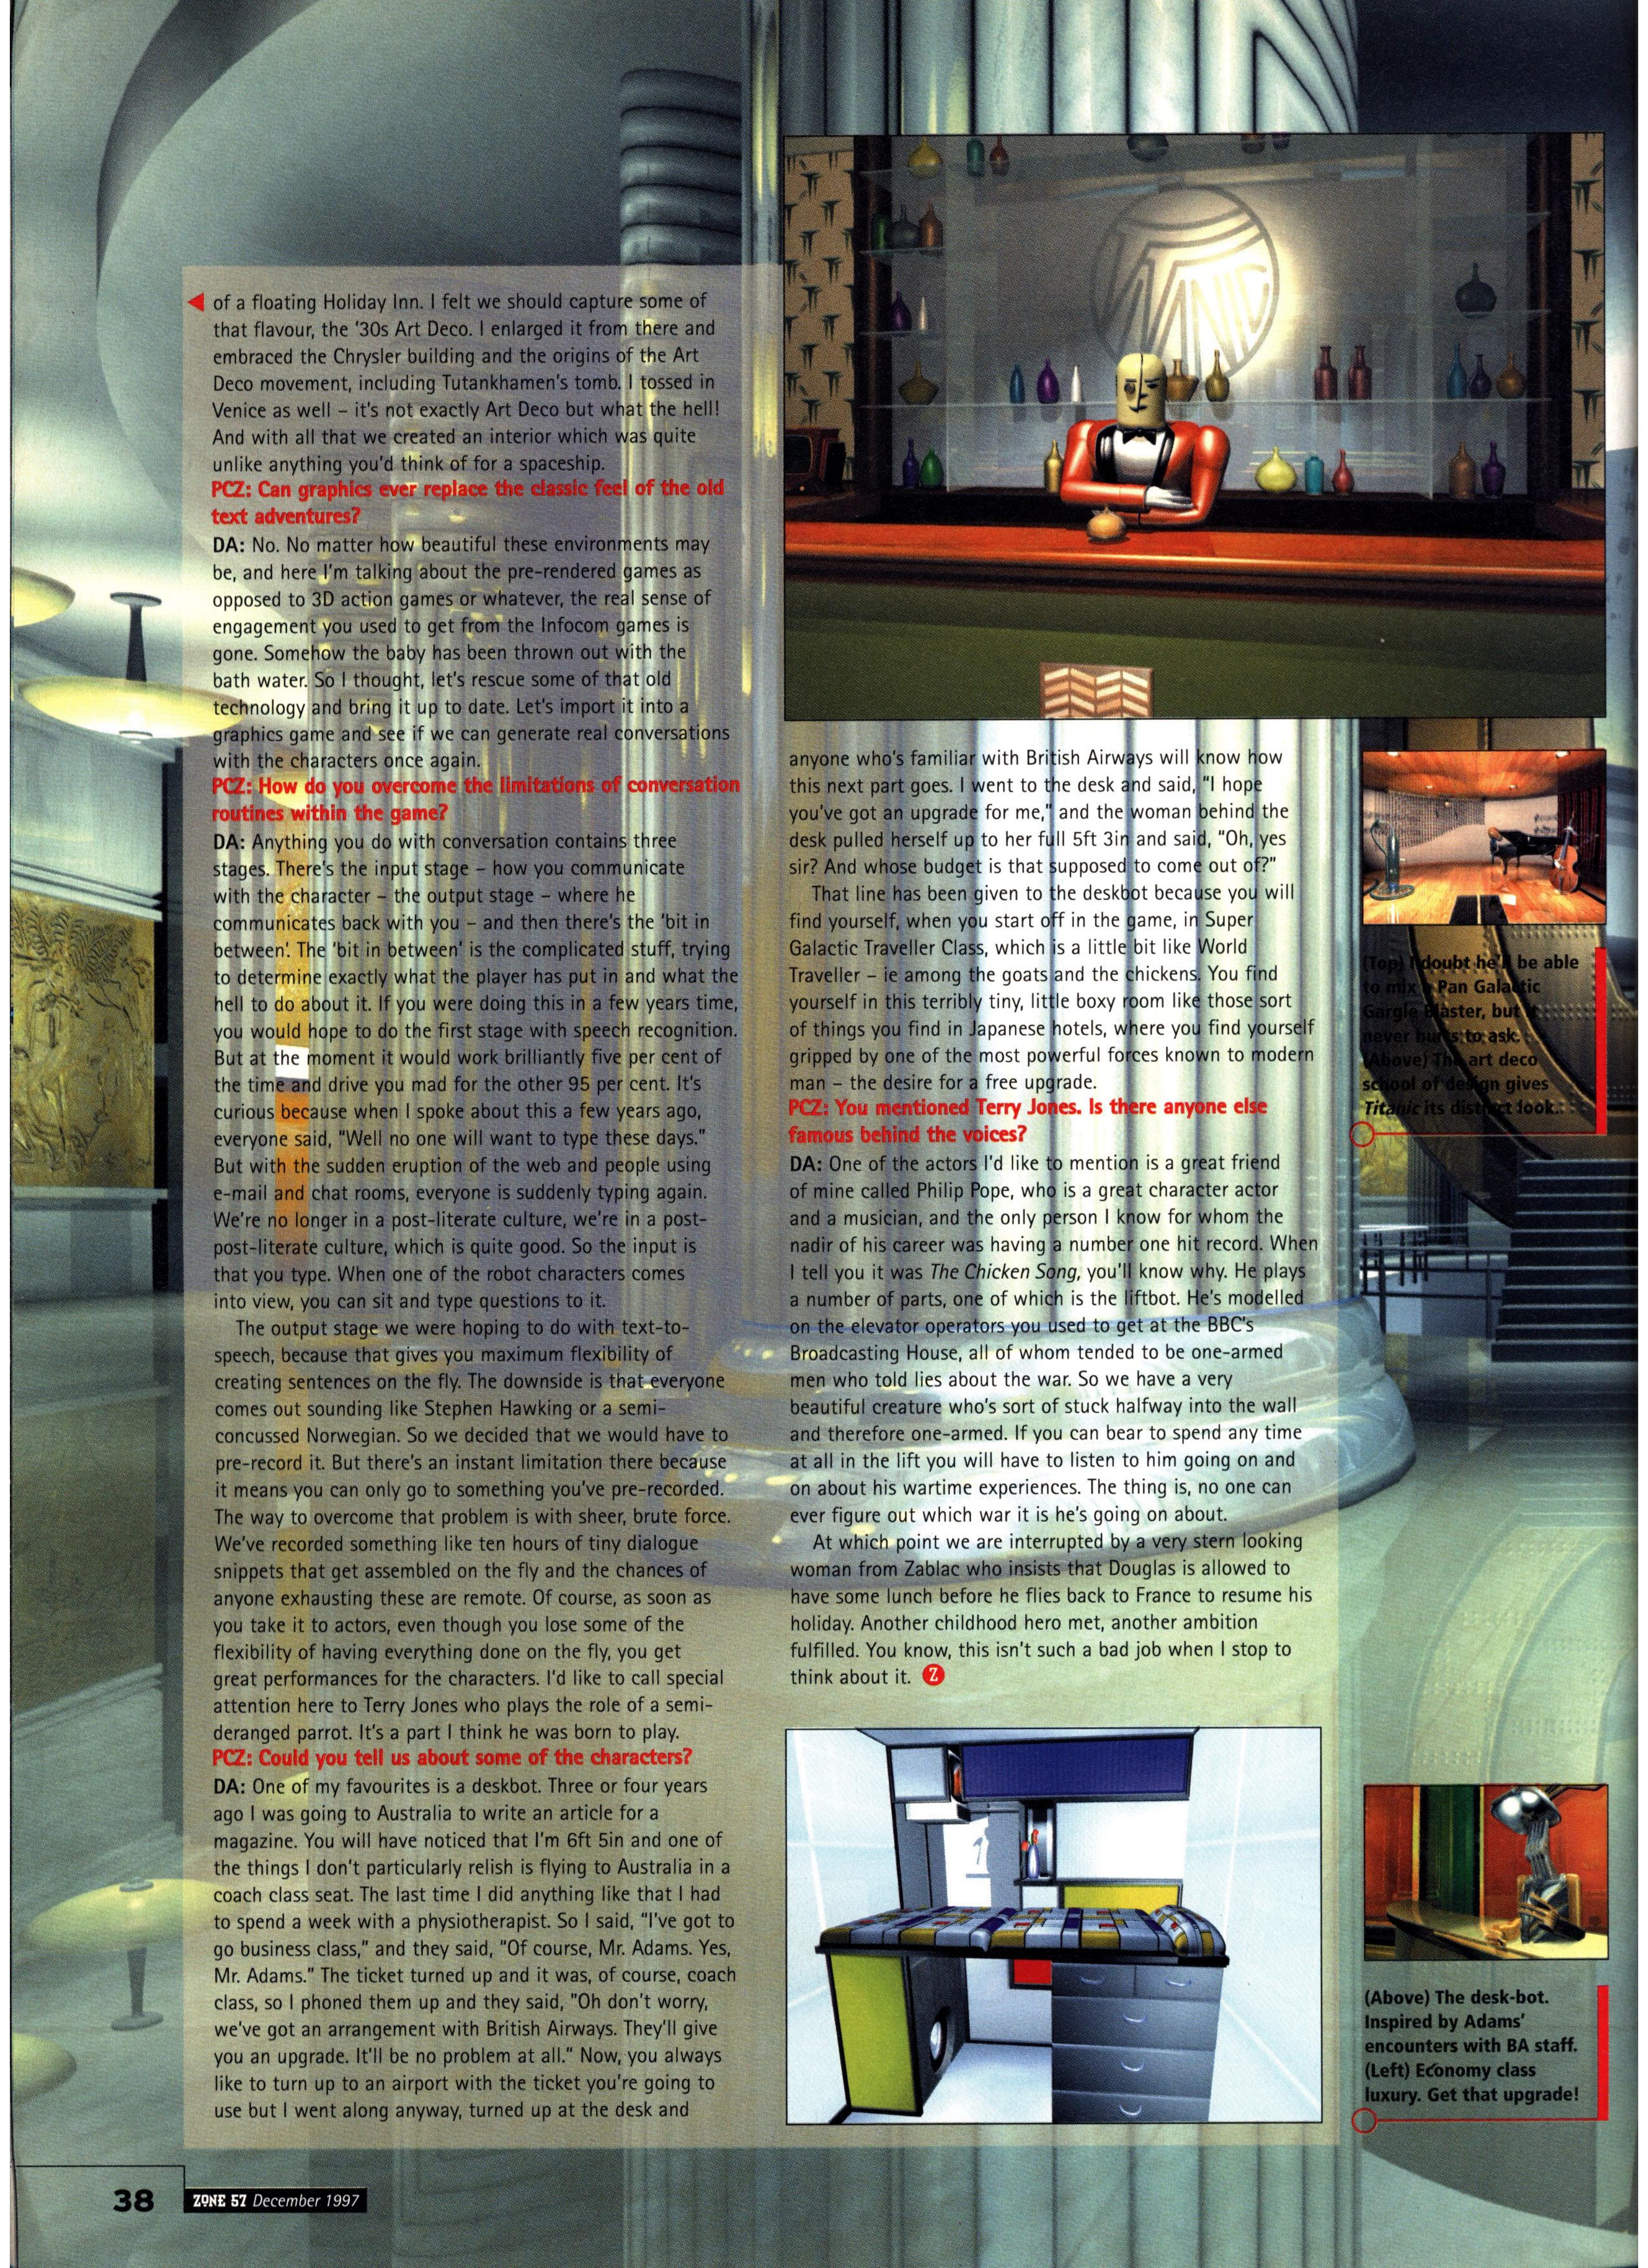 of a floating Holiday Inn. I felt we should capture some of
that flavour, the '30s Art Deco. I enlarged it from there and
embraced the Chrysler building and the origins of the Art
Deco movement, including Tutankhamen's tomb. I tossed in
Venice as well – it's not exactly Art Deco but what the hell!
And with all that we created an interior which was quite
unlike anything you'd think of for a spaceship.
PCZ: Can graphics ever replace the classic feel of the old
text adventures?
DA: No. No matter how beautiful these environments may
be, and here I'm talking about the pre-rendered games as
opposed to 3D action games or whatever, the real sense of
engagement you used to get from the Infocom games is
gone. Somehow the baby has been thrown out with the
bath water. So I thought, let's rescue some of that old
technology and bring it up to date. Let's import it into a
graphics game and see if we can generate real conversations
with the characters once again.
PCZ: How do you overcome the limitations of conversation
routines within the game?
DA: Anything you do with conversation contains three
stages. There's the input stage – how you communicate
with the character – the output stage – where he
communicates back with you – and then there's the 'bit in
between'. The 'bit in between' is the complicated stuff, trying
to determine exactly what the player has put in and what the
hell to do about it. If you were doing this in a few years time,
you would hope to do the first stage with speech recognition.
But at the moment it would work brilliantly five per cent of
the time and drive you mad for the other 95 per cent. It's
curious because when I spoke about this a few years ago,
everyone said, "Well no one will want to type these days."
But with the sudden eruption of the web and people using
e-mail and chat rooms, everyone is suddenly typing again.
We're no longer in a post-literate culture, we're in a post-
post-literate culture, which is quite good. So the input is
that you type. When one of the robot characters comes
into view, you can sit and type questions to it.
The output stage we were hoping to do with text-to-
speech, because that gives you maximum flexibility of
creating sentences on the fly. The downside is that everyone
comes out sounding like Stephen Hawking or a semi-
concussed Norwegian. So we decided that we would have to
pre-record it. But there's an instant limitation there because
it means you can only go to something you've pre-recorded.
The way to overcome that problem is with sheer, brute force.
We've recorded something like ten hours of tiny dialogue
snippets that get assembled on the fly and the chances of
anyone exhausting these are remote. Of course, as soon as
you take it to actors, even though you lose some of the
flexibility of having everything done on the fly, you get
great performances for the characters. I'd like to call special
attention here to Terry Jones who plays the role of a semi-
deranged parrot. It's a part I think he was born to play.
PCZ: Could you tell us about some of the characters?
DA: One of my favourites is a deskbot. Three or four years
ago I was going to Australia to write an article for a
magazine. You will have noticed that I'm 6ft 5in and one of
the things I don't particularly relish is flying to Australia in a
coach class seat. The last time I did anything like that I had
to spend a week with a physiotherapist. So I said, "I've got to
go business class," and they said, "Of course, Mr. Adams. Yes,
Mr. Adams." The ticket turned up and it was, of course, coach
class, so I phoned them up and they said, "Oh don't worry,
we've got an arrangement with British Airways. They'll give
you an upgrade. It'll be no problem at all." Now, you always
like to turn up to an airport with the ticket you're going to
use but I went along anyway, turned up at the desk and
anyone who's familiar with British Airways will know how
this next part goes. I went to the desk and said, "I hope
you've got an upgrade for me," and the woman behind the
desk pulled herself up to her full 5ft 3in and said, "Oh, yes
sir? And whose budget is that supposed to come out of?"
That line has been given to the deskbot because you will
find yourself, when you start off in the game, in Super
Galactic Traveller Class, which is a little bit like World
Traveller – ie among the goats and the chickens. You find
yourself in this terribly tiny, little boxy room like those sort
of things you find in Japanese hotels, where you find yourself
gripped by one of the most powerful forces known to modern
man – the desire for a free upgrade.
PCZ: You mentioned Terry Jones. Is there anyone else
famous behind the voices?
DA: One of the actors I'd like to mention is a great friend
of mine called Philip Pope, who is a great character actor
and a musician, and the only person I know for whom the
nadir of his career was having a number one hit record. When
I tell you it was The Chicken Song, you'll know why. He plays
a number of parts, one of which is the liftbot. He's modelled
on the elevator operators you used to get at the BBC's
Broadcasting House, all of whom tended to be one-armed
men who told lies about the war. So we have a very
beautiful creature who's sort of stuck halfway into the wall
and therefore one-armed. If you can bear to spend any time
at all in the lift you will have to listen to him going on and
on about his wartime experiences. The thing is, no one can
ever figure out which war it is he's going on about.
At which point we are interrupted by a very stern looking
woman from Zablac who insists that Douglas is allowed to
have some lunch before he flies back to France to resume his
holiday. Another childhood hero met, another ambition
fulfilled. You know, this isn't such a bad job when I stop to
think about it. Z
(Top) I doubt he'll be able
to mix a Pan Galactic
Gargle Blaster, but it
never hurts to ask.
(Above) The art deco
school of design gives
Titanic its distinct look.
(Above) The desk-bot.
Inspired by Adams'
encounters with BA staff.
(Left) Economy class
luxury. Get that upgrade!
38 ZONE 57 December 1997